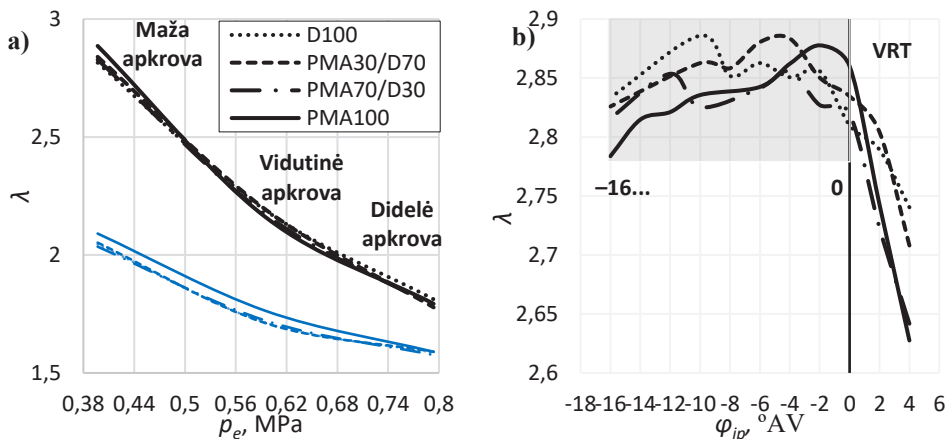 a)
3
2,5
2
1,5
λ
Maža
apkrova
Vidutinė
apkrova
Didelė
apkrova
D100
PMA30/D70
PMA70/D30
PMA100
0,38 0,44 0,5 0,56 0,62 0,68 0,74 0,8
pe, MPa
b)
2,9
2,85
2,8
2,75
2,7
2,65
2,6
λ
VRT
−16... 0
-18 -16 -14 -12 -10 -8 -6 -4 -2 0 2 4 6
φip, ºAV